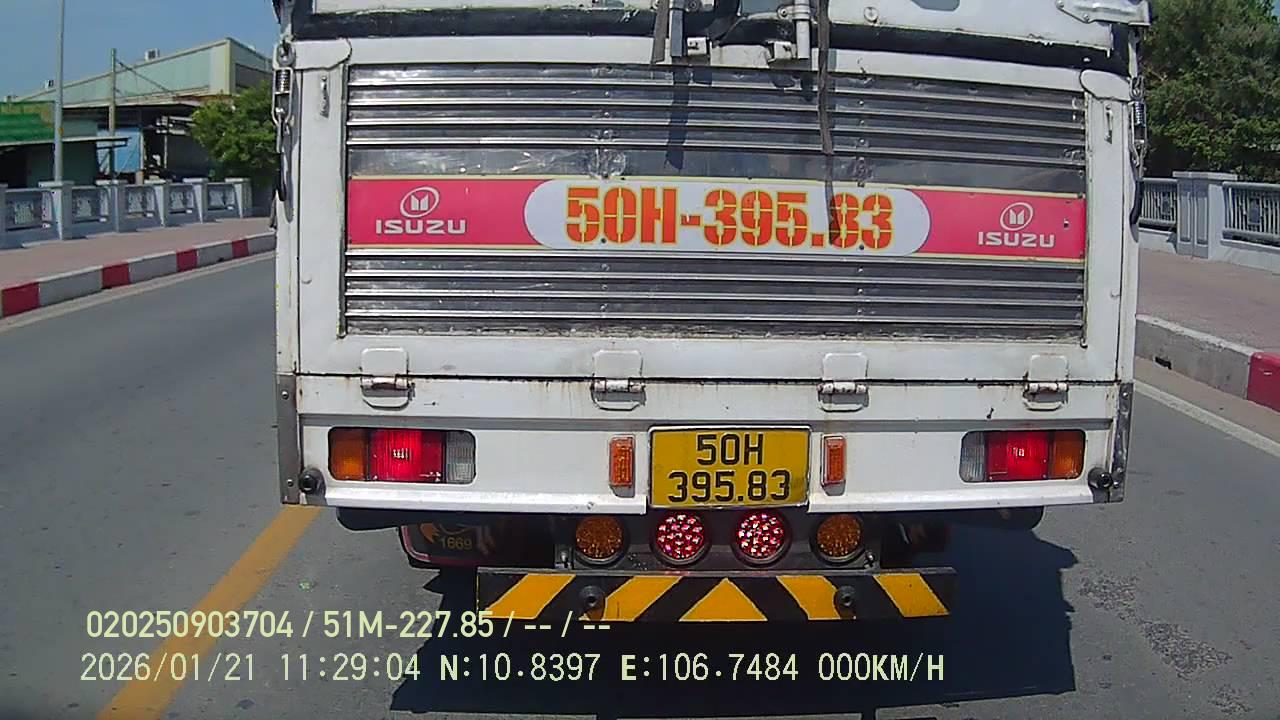 ISUZU
50H-395.83
ISUZU
50H
395.83
1669
020250903704 / 51M-227.85 / -- / --
2026/01/21 11:29:04 N:10.8397 E:106.7484 000KM/H